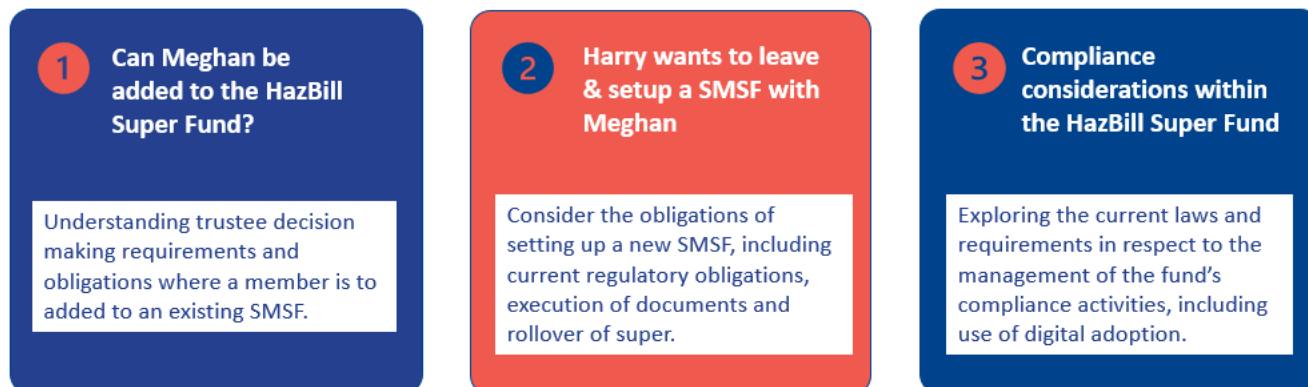 1
Can Meghan be
added to the HazBill
Super Fund?
Understanding trustee decision
making requirements and
obligations where a member is to
added to an existing SMSF.
2
Harry wants to leave
& setup a SMSF with
Meghan
Consider the obligations of
setting up a new SMSF, including
current regulatory obligations,
execution of documents and
rollover of super.
3
Compliance
considerations within
the HazBill Super Fund
Exploring the current laws and
requirements in respect to the
management of the fund's
compliance activities, including
use of digital adoption.